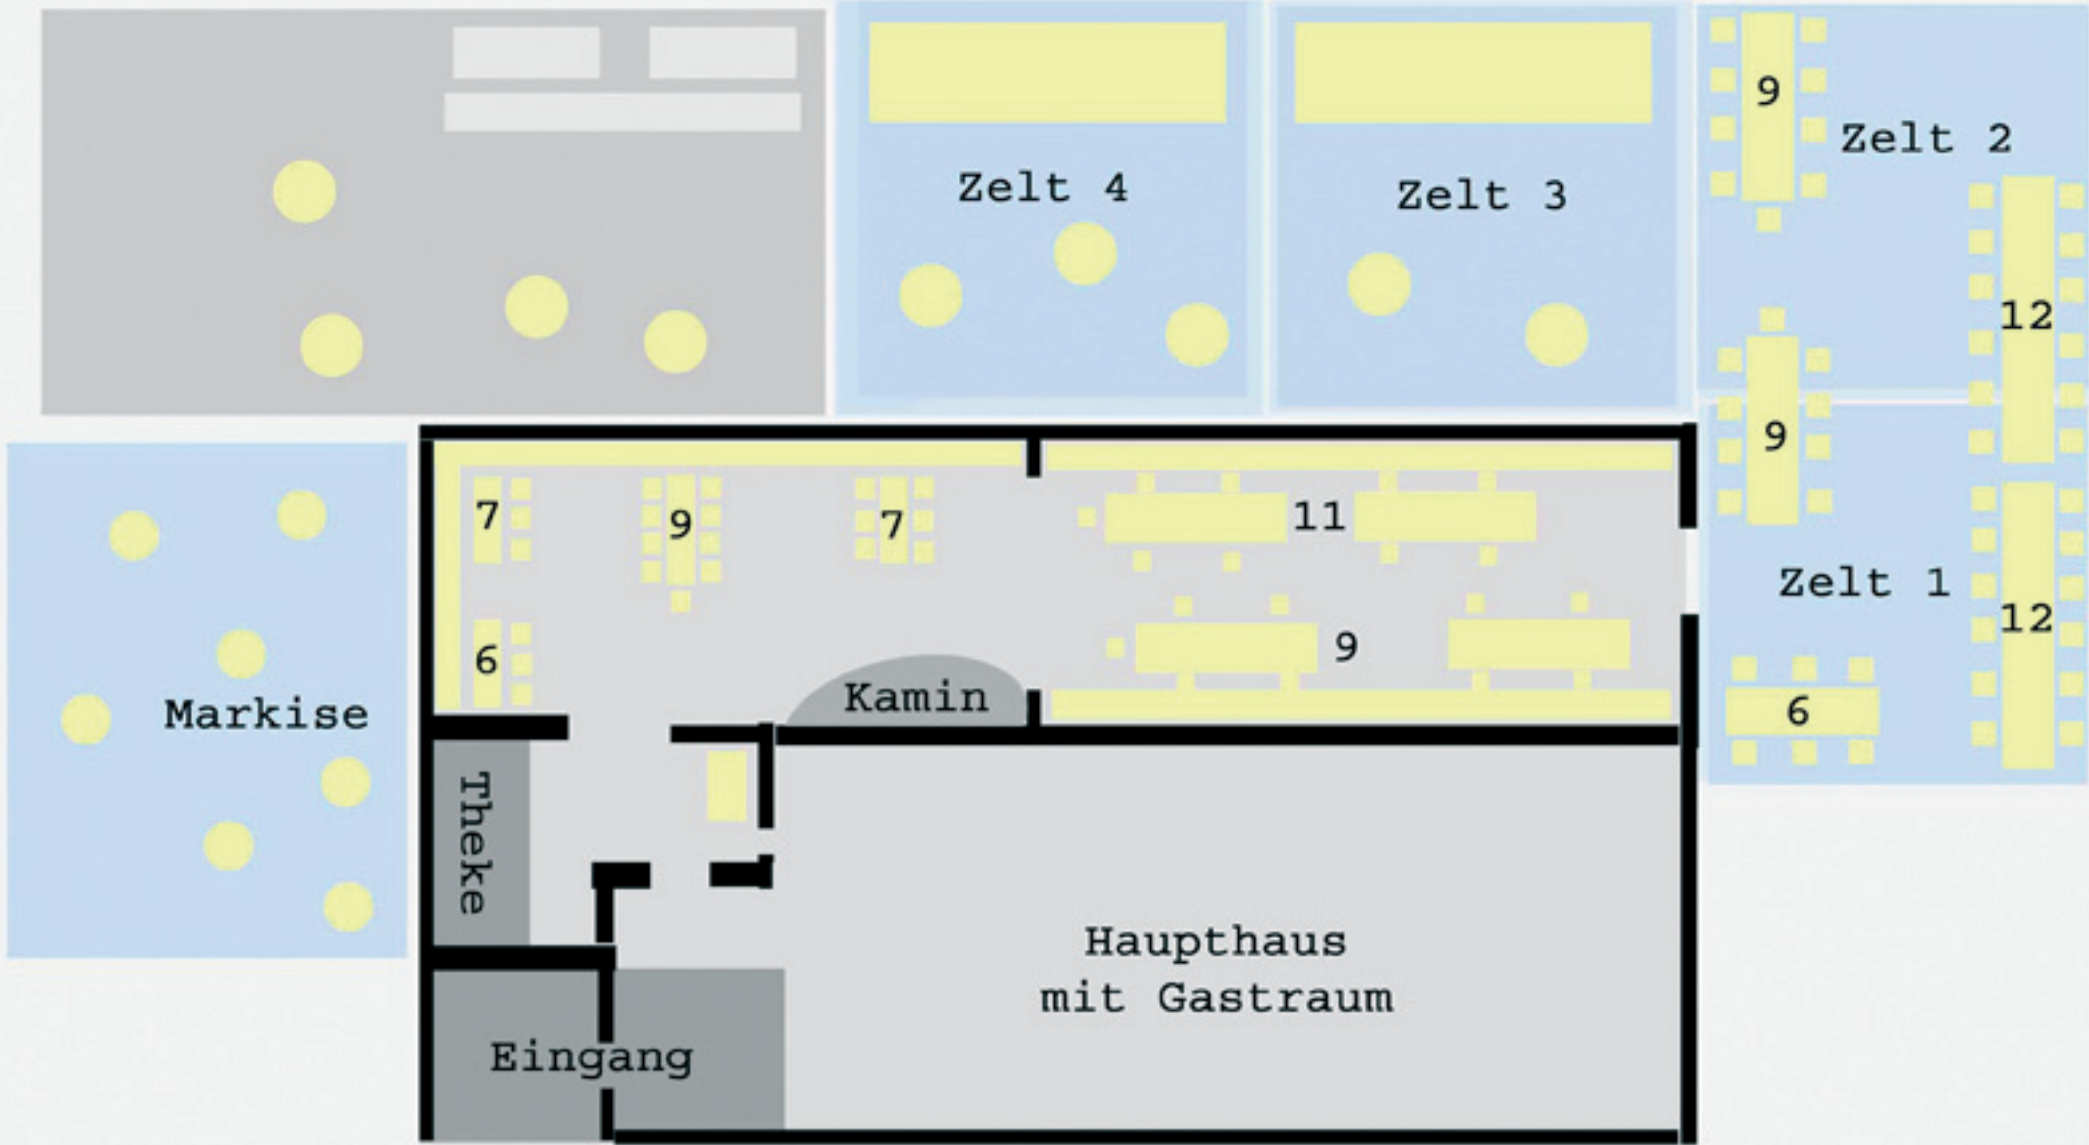 9
Zelt 2
Zelt 4
Zelt 3
12
9
7
9
7
11
Zelt 1
12
6
9
Kamin
6
Markise
Theke
Haupthaus
mit Gastraum
Eingang